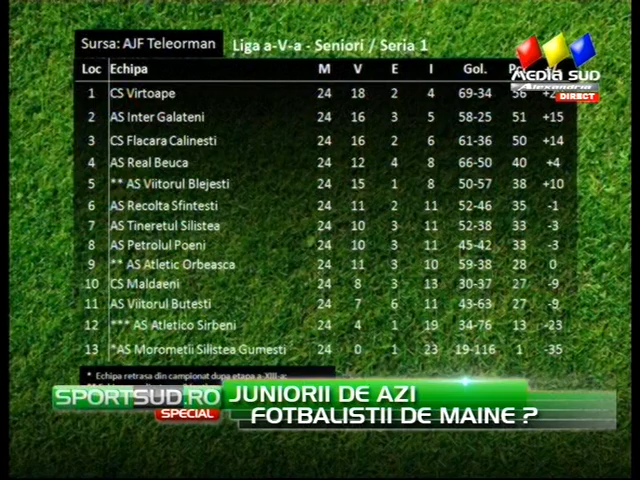 Sursa: AJF Teleorman
Liga a-V-a - Seniori / Seria 1
MEDIA SUD
Alexandria
DIRECT
Loc Echipa M V E I Gol.
1 CS Virtoape 24 18 2 4 69-34 56
2 AS Inter Galateni 24 16 3 5 58-25 51 +15
3 CS Flacara Calinesti 24 16 2 6 61-36 50 +14
4 AS Real Beuca 24 12 4 8 66-50 40 +4
5 ** AS Viitorul Blejesti 24 15 1 8 50-57 38 +10
6 AS Recolta Sfintesti 24 11 2 11 52-46 35 -1
7 AS Tineretul Silistea 24 10 3 11 52-38 33 -3
8 AS Petrolul Poeni 24 10 3 11 45-42 33 -3
9 ** AS Atletic Orbeasca 24 11 3 10 59-38 28 0
10 CS Maldaeni 24 8 3 13 30-37 27 -9
11 AS Viitorul Butesti 24 7 6 11 43-63 27 -9
12 *** AS Atletico Sirbeni 24 4 1 19 34-76 13 -23
13 *AS Morometii Silistea Gumesti 24 0 1 23 19-116 1 -35
* Echipa retrasa din campionat dupa etapa a-XIII-a;
SPORTSUD.RO
SPECIAL
JUNIORII DE AZI
FOTBALISTII DE MAINE ?